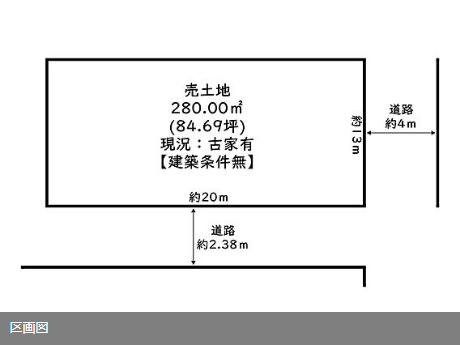 売土地
280.00㎡
(84.69坪)
現況：古家有
【建築条件無】
約13m
道路
約4m
約20m
道路
約2.38m
区画図